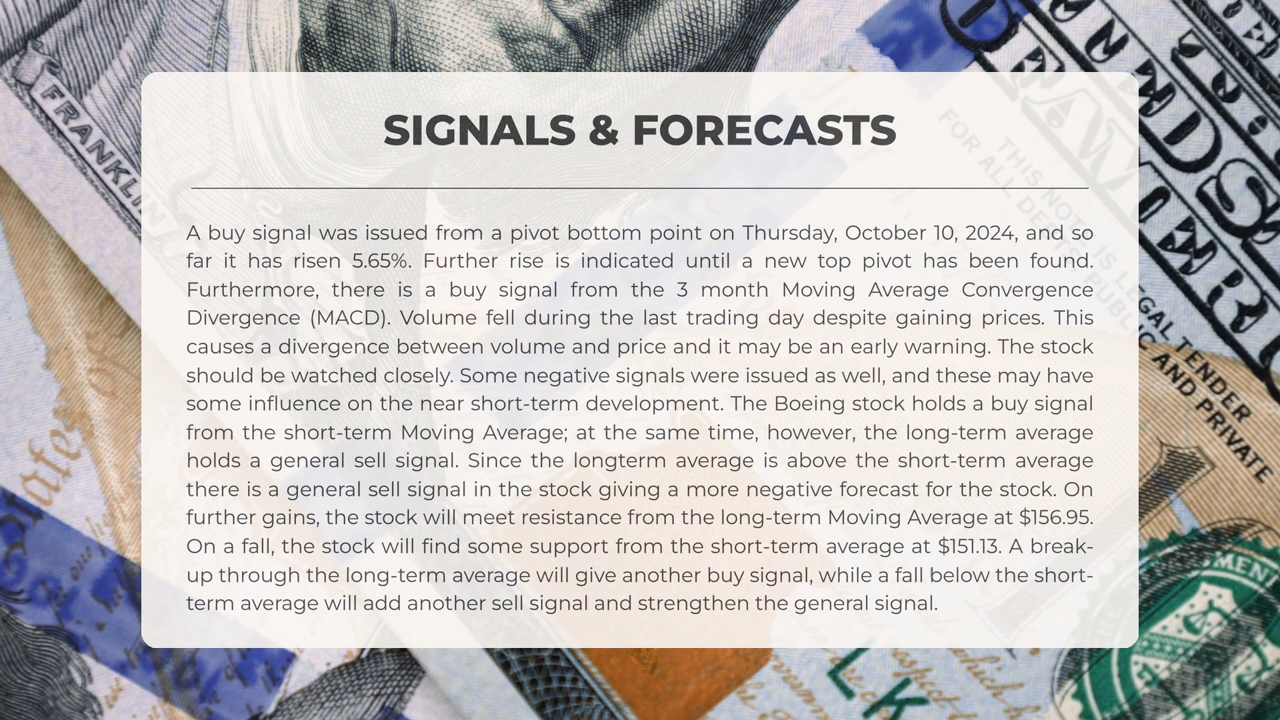 SIGNALS & FORECASTS
FRANKLIN
THIS NOTE IS LEGAL TENDER
FOR ALL DEBTS PUBLIC AND PRIVATE
A buy signal was issued from a pivot bottom point on Thursday, October 10, 2024, and so
far it has risen 5.65%. Further rise is indicated until a new top pivot has been found.
Furthermore, there is a buy signal from the 3 month Moving Average Convergence
Divergence (MACD). Volume fell during the last trading day despite gaining prices. This
causes a divergence between volume and price and it may be an early warning. The stock
should be watched closely. Some negative signals were issued as well, and these may have
some influence on the near short-term development. The Boeing stock holds a buy signal
from the short-term Moving Average; at the same time, however, the long-term average
holds a general sell signal. Since the longterm average is above the short-term average
there is a general sell signal in the stock giving a more negative forecast for the stock. On
further gains, the stock will meet resistance from the long-term Moving Average at $156.95.
On a fall, the stock will find some support from the short-term average at $151.13. A break-
up through the long-term average will give another buy signal, while a fall below the short-
term average will add another sell signal and strengthen the general signal.